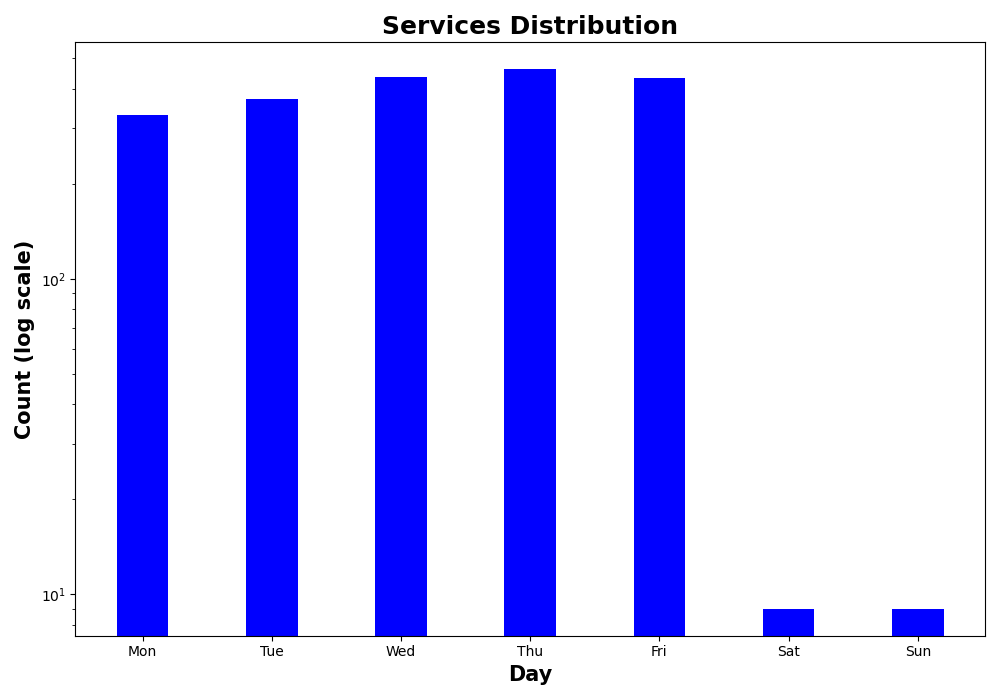 Services Distribution
Count (log scale)
10²
10¹
Mon Tue Wed Thu Fri Sat Sun
Day